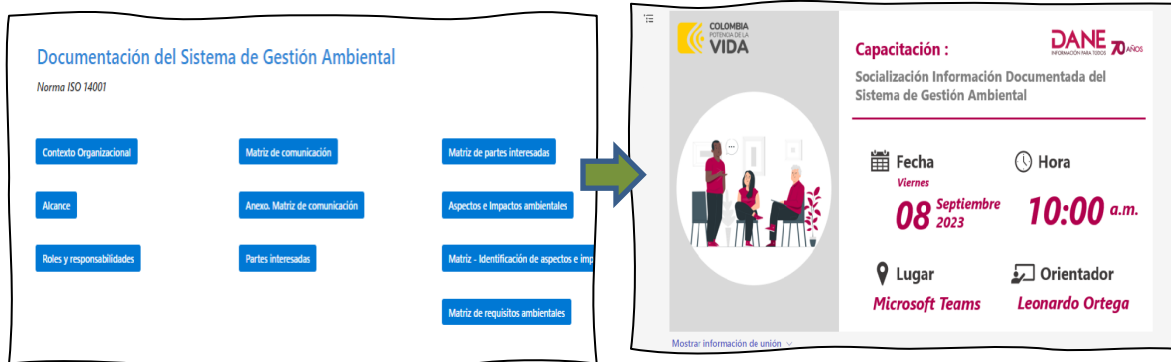 Documentación del Sistema de Gestión Ambiental
Norma ISO 14001
Contexto Organizacional
Matriz de comunicación
Matriz de partes interesadas
Alcance
Anexo. Matriz de comunicación
Aspectos e Impactos ambientales
Roles y responsabilidades
Partes interesadas
Matriz - Identificación de aspectos e imp
Matriz de requisitos ambientales
COLOMBIA
POTENCIA DE LA
VIDA
DANE 70 AÑOS
INFORMACIÓN PARA TODOS
Capacitación :
Socialización Información Documentada del
Sistema de Gestión Ambiental
Fecha
Viernes
08 Septiembre
2023
Hora
10:00 a.m.
Lugar
Microsoft Teams
Orientador
Leonardo Ortega
Mostrar información de unión